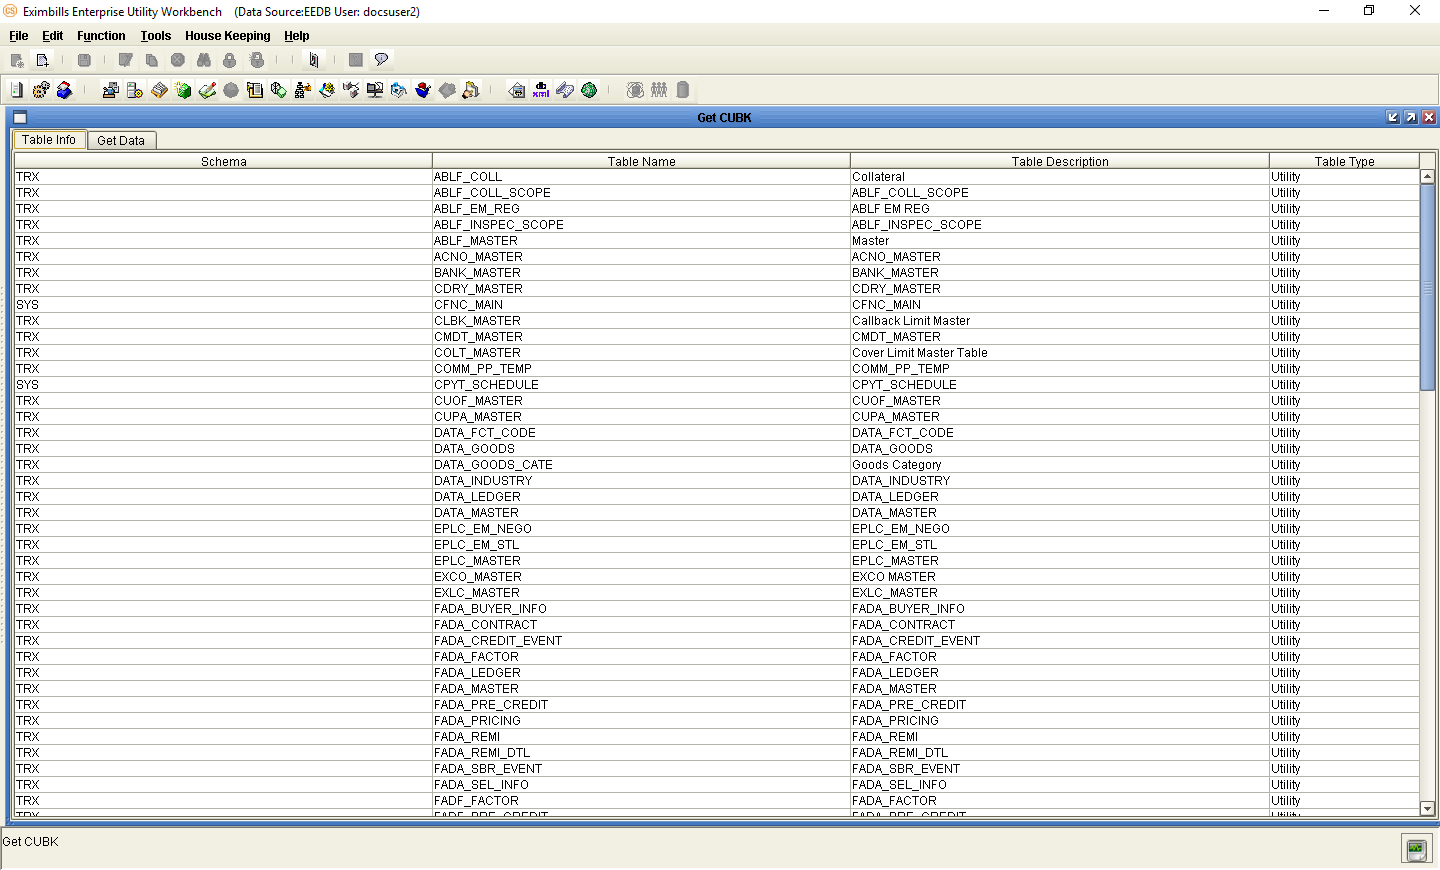 Eximbills Enterprise Utility Workbench (Data Source:EEDB User: docsuser2)
File Edit Function Tools House Keeping Help
Get CUBK
Table Info Get Data
Schema Table Name Table Description Table Type
TRX ABLF_COLL Collateral Utility
TRX ABLF_COLL_SCOPE ABLF_COLL_SCOPE Utility
TRX ABLF_EM_REG ABLF EM REG Utility
TRX ABLF_INSPEC_SCOPE ABLF_INSPEC_SCOPE Utility
TRX ABLF_MASTER Master Utility
TRX ACNO_MASTER ACNO_MASTER Utility
TRX BANK_MASTER BANK_MASTER Utility
TRX CDRY_MASTER CDRY_MASTER Utility
SYS CFNC_MAIN CFNC_MAIN Utility
TRX CLBK_MASTER Callback Limit Master Utility
TRX CMDT_MASTER CMDT_MASTER Utility
TRX COLT_MASTER Cover Limit Master Table Utility
TRX COMM_PP_TEMP COMM_PP_TEMP Utility
SYS CPYT_SCHEDULE CPYT_SCHEDULE Utility
TRX CUOF_MASTER CUOF_MASTER Utility
TRX CUPA_MASTER CUPA_MASTER Utility
TRX DATA_FCT_CODE DATA_FCT_CODE Utility
TRX DATA_GOODS DATA_GOODS Utility
TRX DATA_GOODS_CATE Goods Category Utility
TRX DATA_INDUSTRY DATA_INDUSTRY Utility
TRX DATA_LEDGER DATA_LEDGER Utility
TRX DATA_MASTER DATA_MASTER Utility
TRX EPLC_EM_NEGO EPLC_EM_NEGO Utility
TRX EPLC_EM_STL EPLC_EM_STL Utility
TRX EPLC_MASTER EPLC_MASTER Utility
TRX EXCO_MASTER EXCO MASTER Utility
TRX EXLC_MASTER EXLC_MASTER Utility
TRX FADA_BUYER_INFO FADA_BUYER_INFO Utility
TRX FADA_CONTRACT FADA_CONTRACT Utility
TRX FADA_CREDIT_EVENT FADA_CREDIT_EVENT Utility
TRX FADA_FACTOR FADA_FACTOR Utility
TRX FADA_LEDGER FADA_LEDGER Utility
TRX FADA_MASTER FADA_MASTER Utility
TRX FADA_PRE_CREDIT FADA_PRE_CREDIT Utility
TRX FADA_PRICING FADA_PRICING Utility
TRX FADA_REMI FADA_REMI Utility
TRX FADA_REMI_DTL FADA_REMI_DTL Utility
TRX FADA_SBR_EVENT FADA_SBR_EVENT Utility
TRX FADA_SEL_INFO FADA_SEL_INFO Utility
TRX FADF_FACTOR FADA_FACTOR Utility
TRX FADF_PRE_CREDIT FADA_PRE_CREDIT Utility
Get CUBK